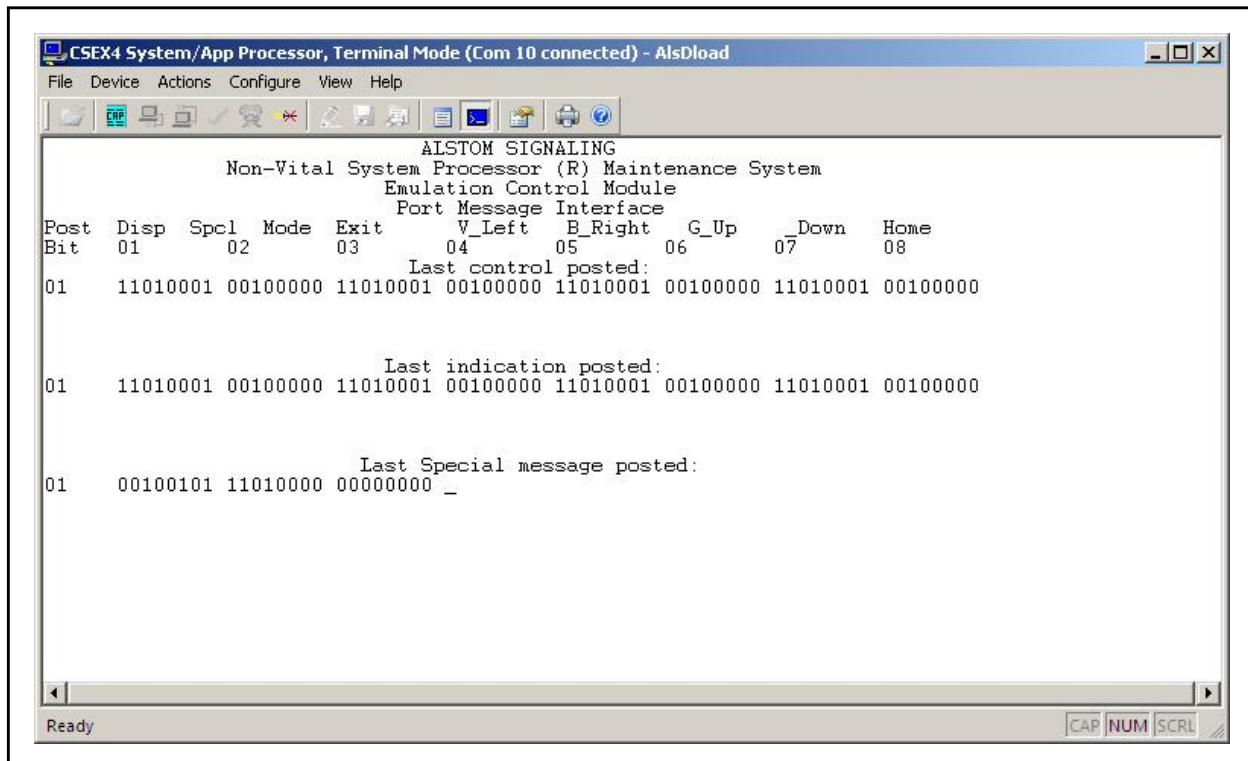 CSEX4 System/App Processor, Terminal Mode (Com 10 connected) - AlsDload
File Device Actions Configure View Help
CAP
ALSTOM SIGNALING
Non-Vital System Processor (R) Maintenance System
Emulation Control Module
Port Message Interface
Post Disp Spcl Mode Exit V_Left B_Right G_Up _Down Home
Bit 01 02 03 04 05 06 07 08
Last control posted:
01 11010001 00100000 11010001 00100000 11010001 00100000 11010001 00100000
Last indication posted:
01 11010001 00100000 11010001 00100000 11010001 00100000 11010001 00100000
Last Special message posted:
01 00100101 11010000 00000000 _
Ready CAP NUM SCRL